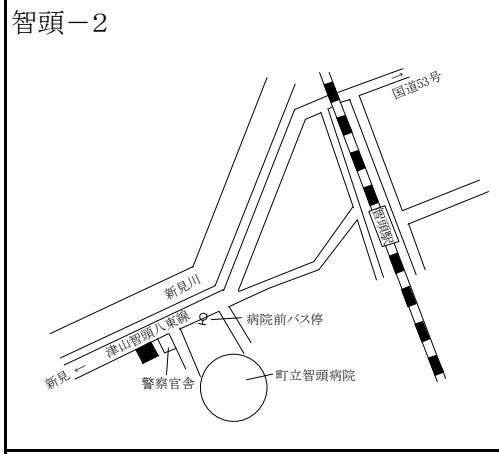 智頭－2
国道53号
智頭駅
新見川
津山智頭八東線
病院前バス停
新見
警察官舎
町立智頭病院